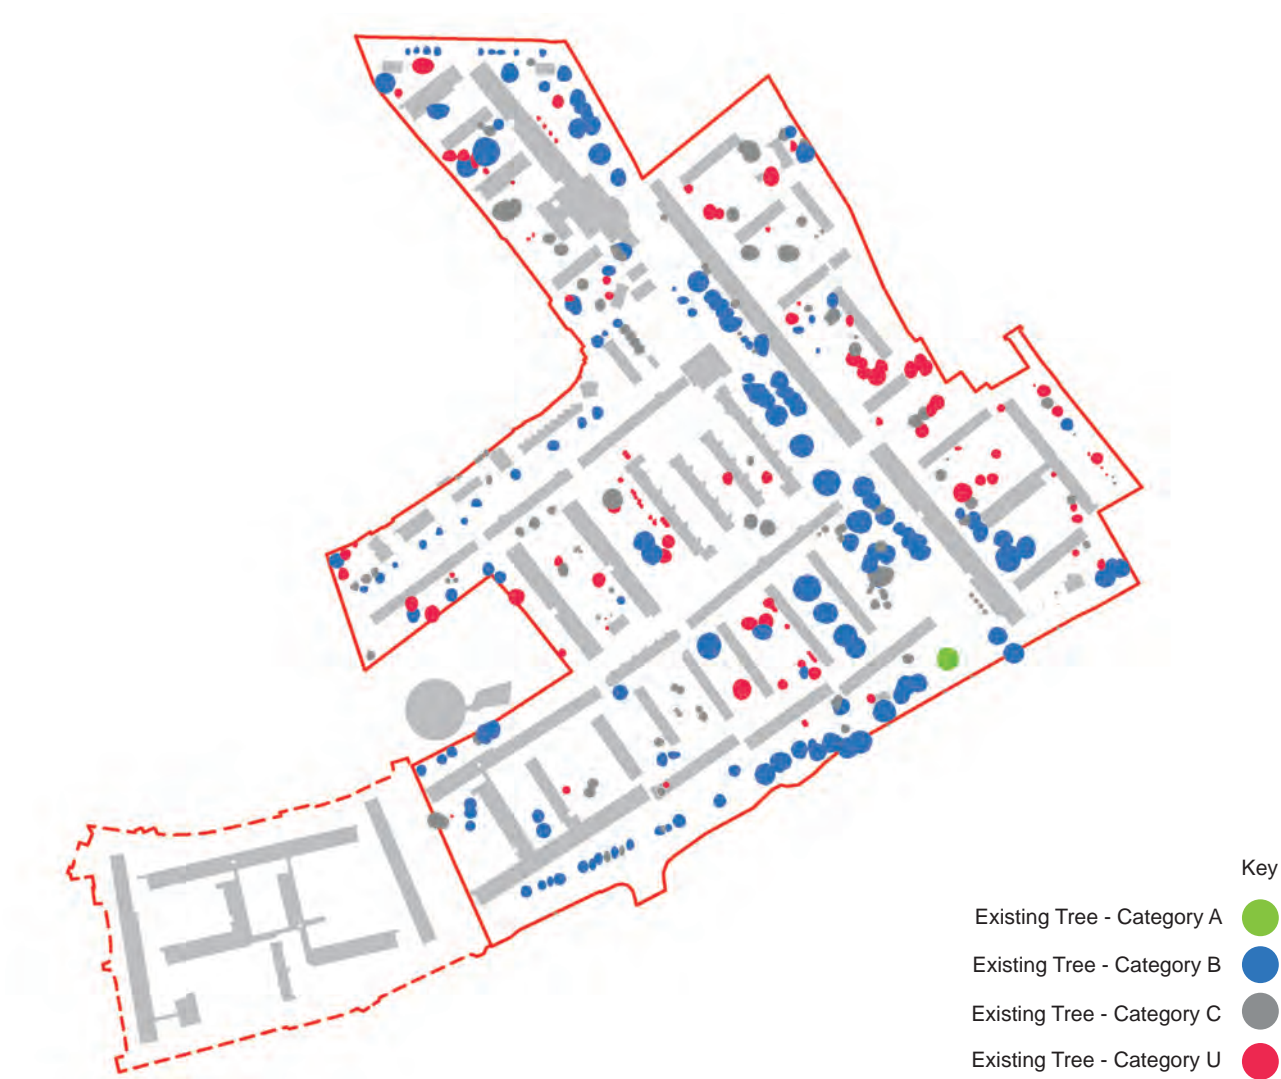 Key
Existing Tree - Category A
Existing Tree - Category B
Existing Tree - Category C
Existing Tree - Category U